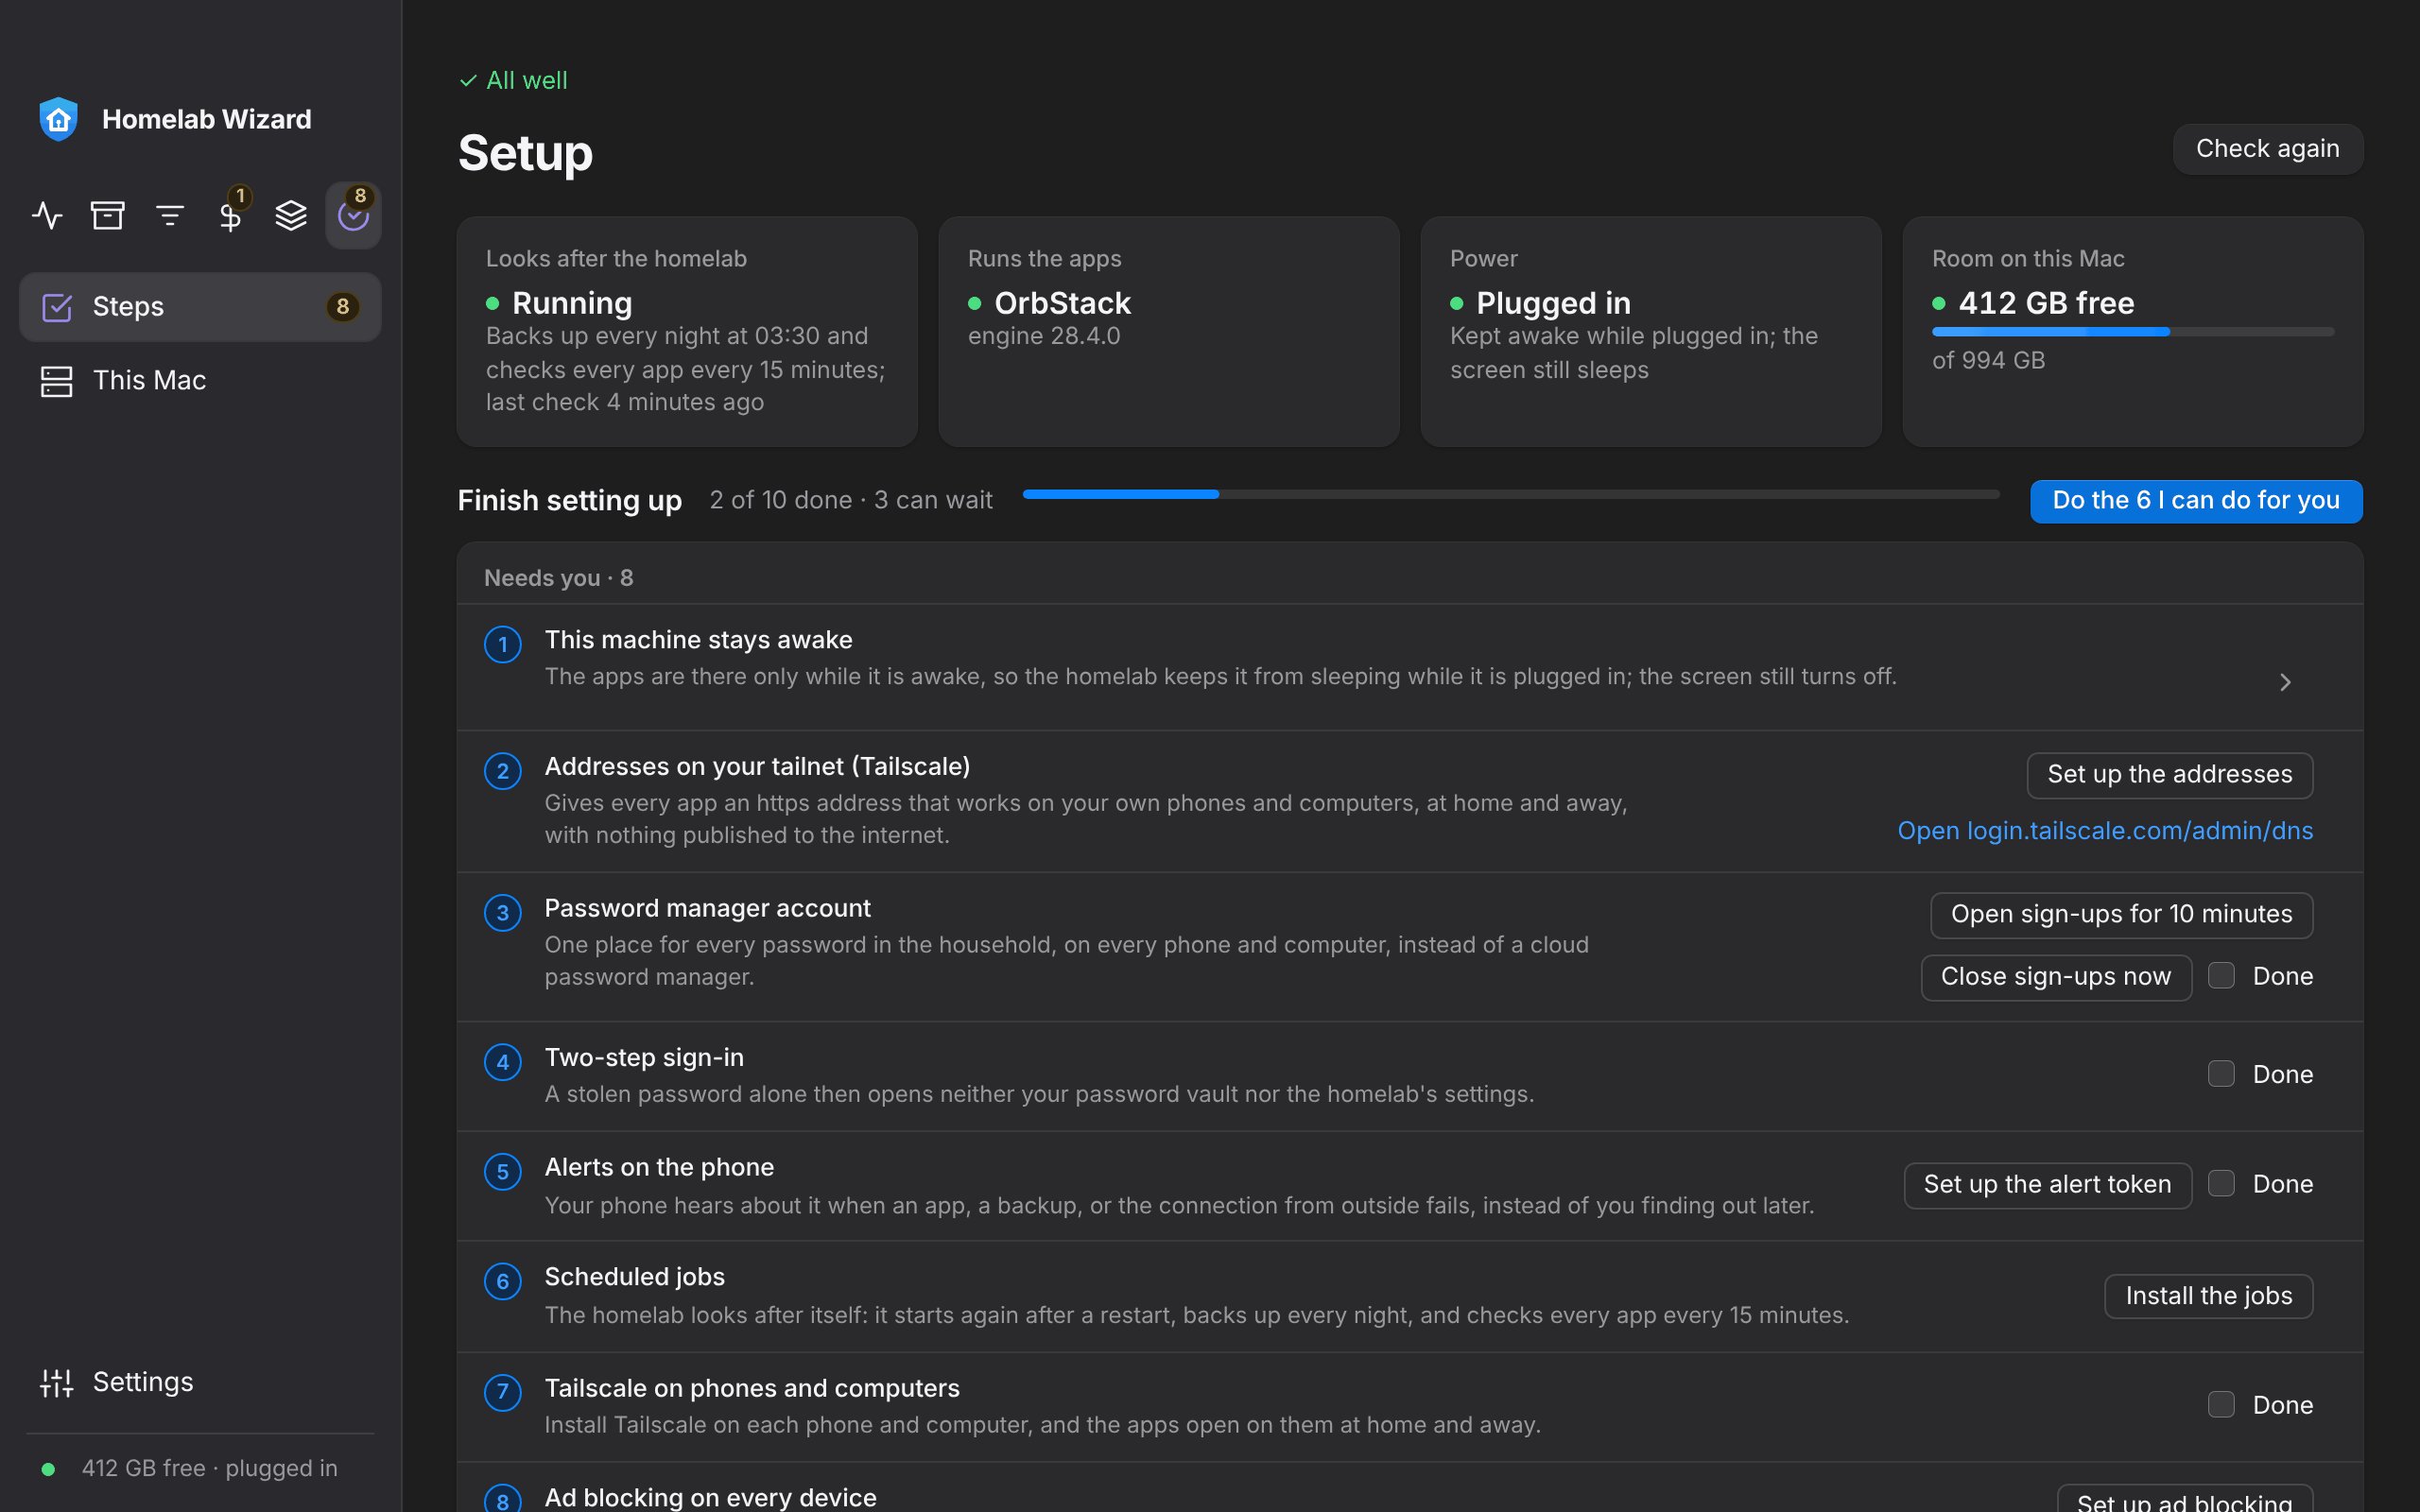 Homelab Wizard
1
8
Steps
8
This Mac
Settings
412 GB free · plugged in
All well
Setup
Check again
Looks after the homelab
Running
Backs up every night at 03:30 and
checks every app every 15 minutes;
last check 4 minutes ago
Runs the apps
OrbStack
engine 28.4.0
Power
Plugged in
Kept awake while plugged in; the
screen still sleeps
Room on this Mac
412 GB free
of 994 GB
Finish setting up
2 of 10 done · 3 can wait
Do the 6 I can do for you
Needs you · 8
1
This machine stays awake
The apps are there only while it is awake, so the homelab keeps it from sleeping while it is plugged in; the screen still turns off.
2
Addresses on your tailnet (Tailscale)
Gives every app an https address that works on your own phones and computers, at home and away,
with nothing published to the internet.
Set up the addresses
Open login.tailscale.com/admin/dns
3
Password manager account
One place for every password in the household, on every phone and computer, instead of a cloud
password manager.
Open sign-ups for 10 minutes
Close sign-ups now
Done
4
Two-step sign-in
A stolen password alone then opens neither your password vault nor the homelab's settings.
Done
5
Alerts on the phone
Your phone hears about it when an app, a backup, or the connection from outside fails, instead of you finding out later.
Set up the alert token
Done
6
Scheduled jobs
The homelab looks after itself: it starts again after a restart, backs up every night, and checks every app every 15 minutes.
Install the jobs
7
Tailscale on phones and computers
Install Tailscale on each phone and computer, and the apps open on them at home and away.
Done
8
Ad blocking on every device
Set up ad blocking